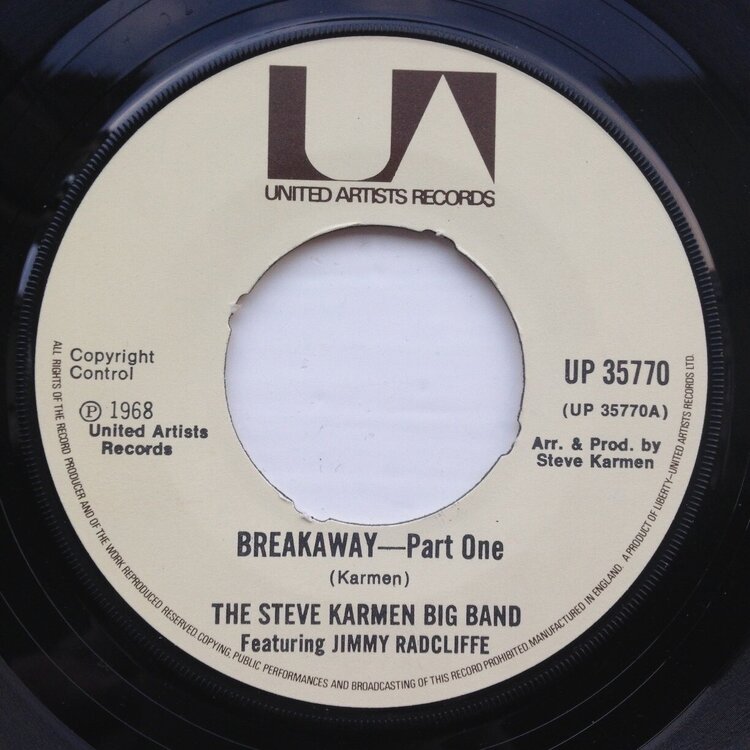 UA
UNITED ARTISTS RECORDS
Copyright
Control
Ⓟ 1968
United Artists
Records
UP 35770
(UP 35770A)
Arr. & Prod. by
Steve Karmen
BREAKAWAY—Part One
(Karmen)
THE STEVE KARMEN BIG BAND
Featuring JIMMY RADCLIFFE
ALL RIGHTS OF THE RECORD PRODUCER AND OF THE WORK REPRODUCED RESERVED COPYING, PUBLIC PERFORMANCES AND BROADCASTING OF THIS RECORD PROHIBITED. MANUFACTURED IN ENGLAND. A PRODUCT OF LIBERTY-UNITED ARTISTS RECORDS LTD.